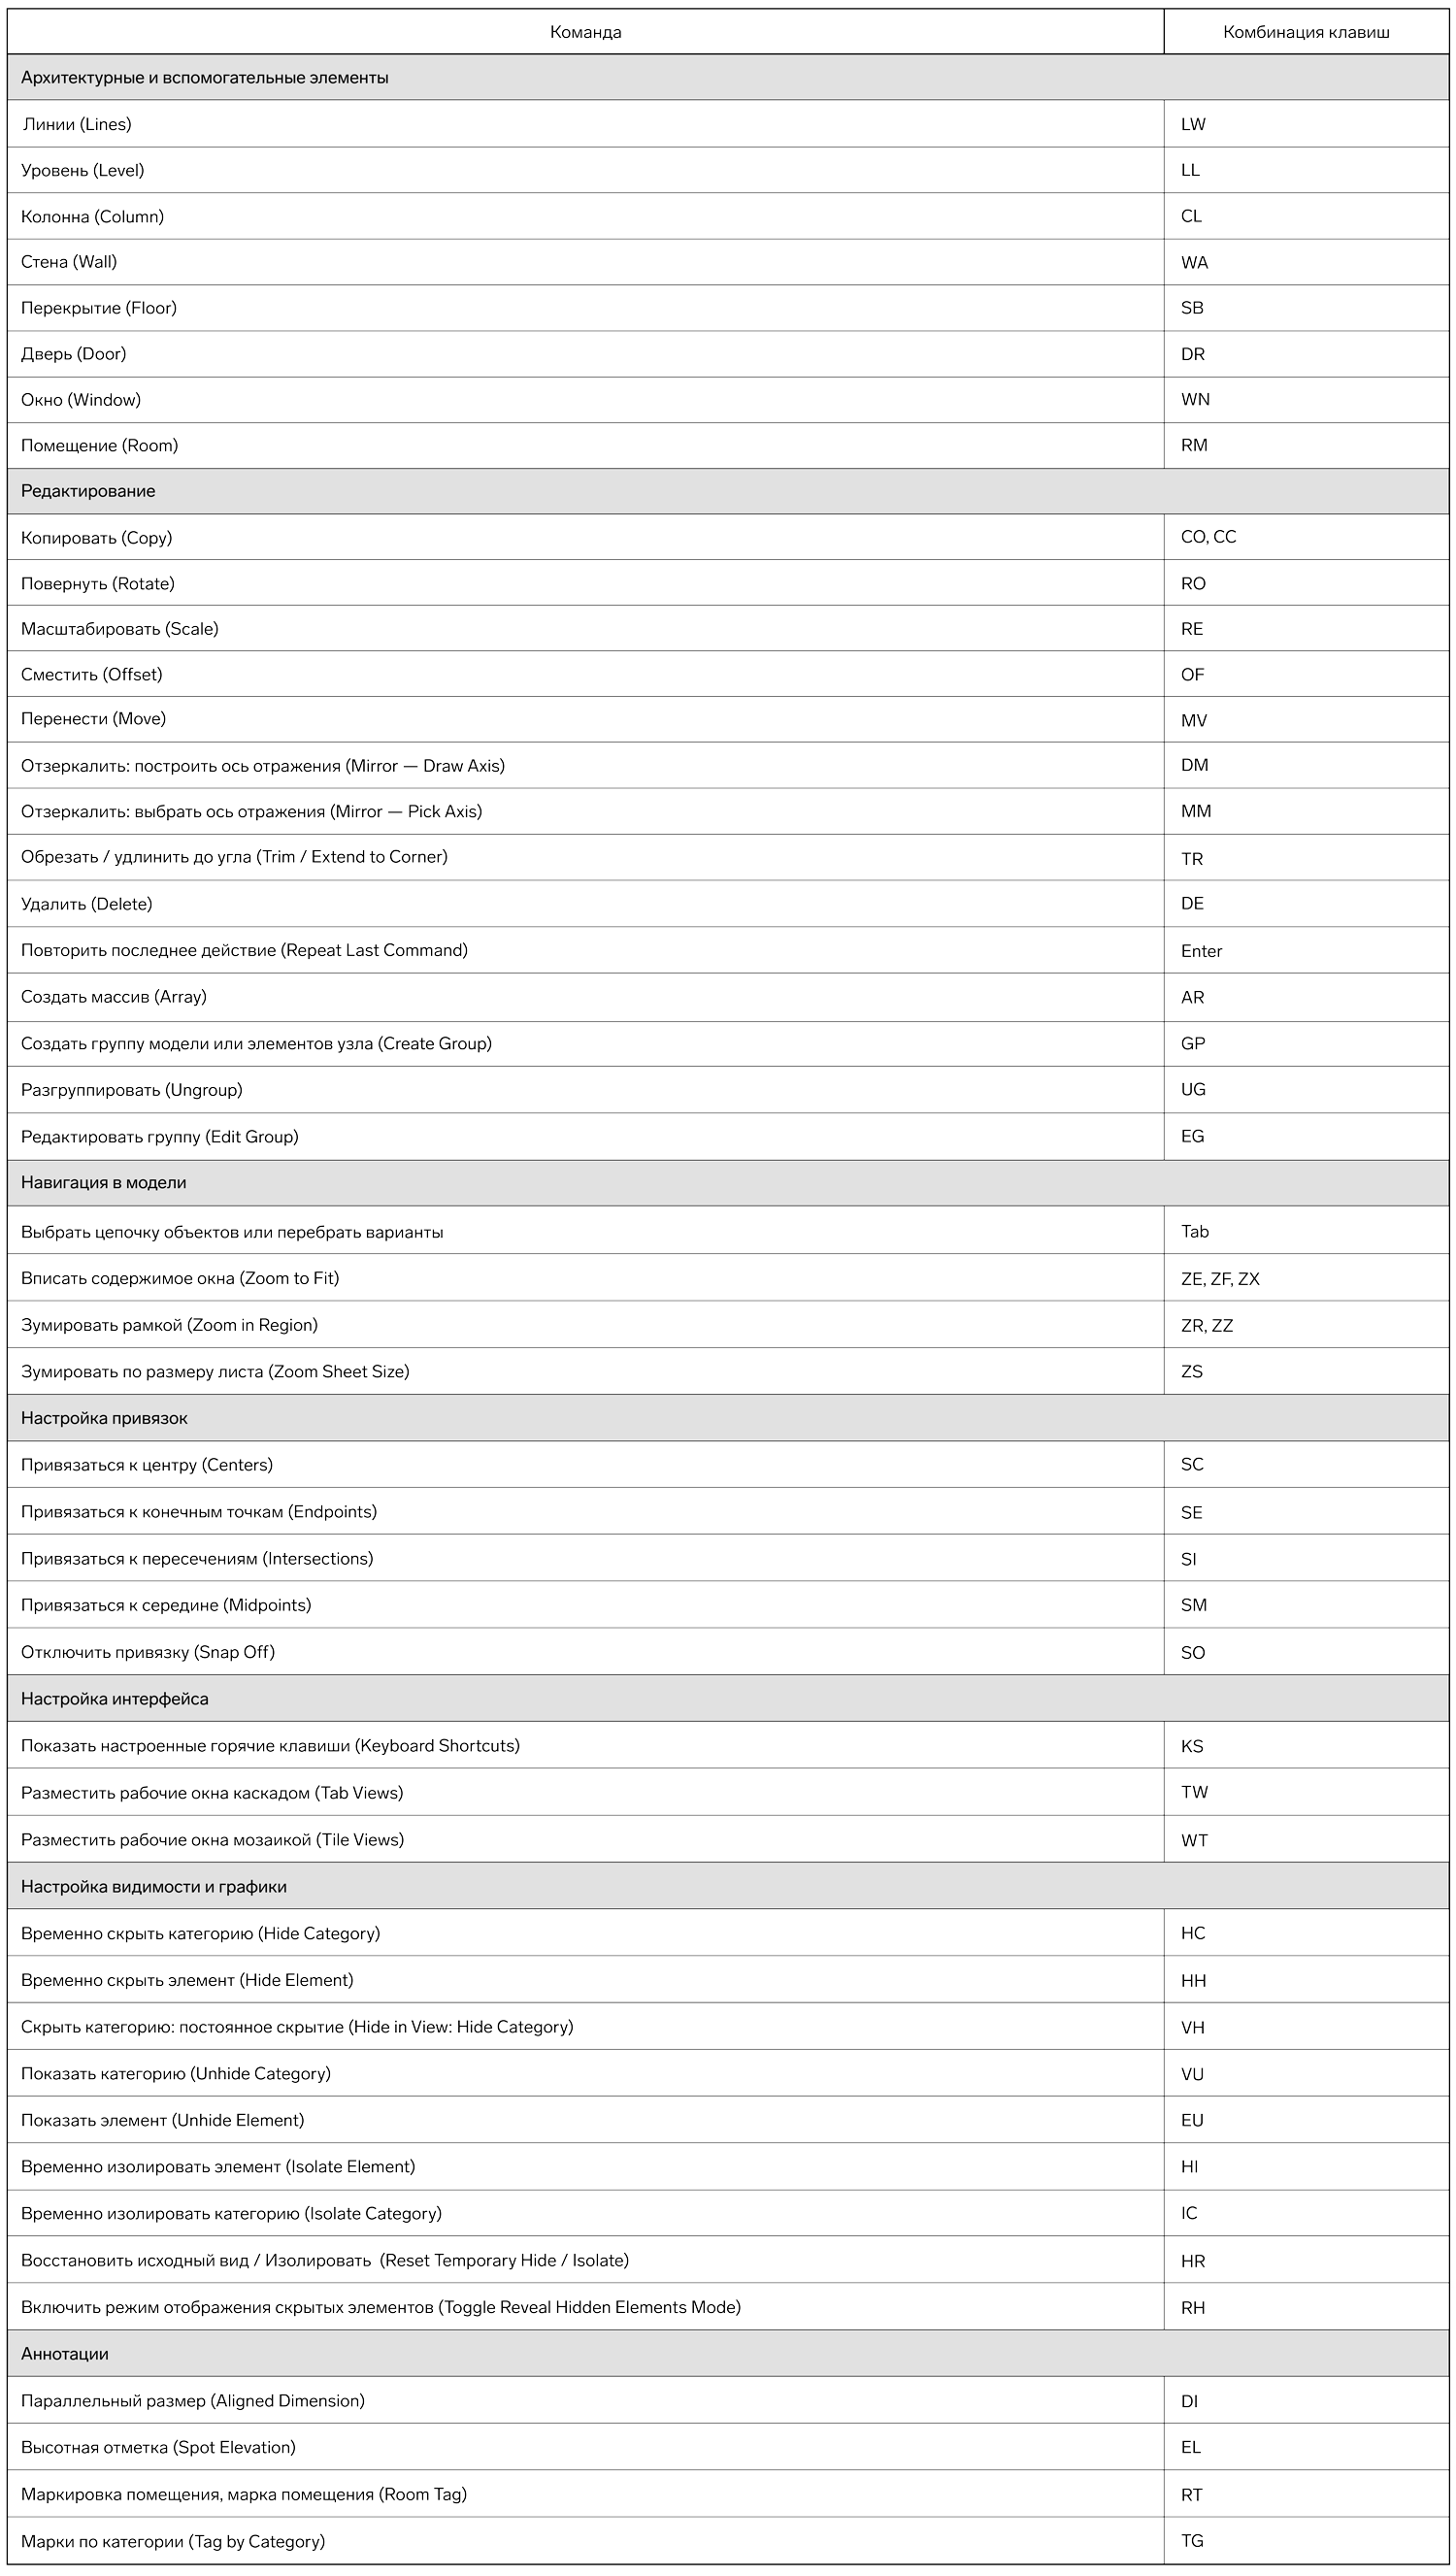 Команда Комбинация клавиш
Архитектурные и вспомогательные элементы
Линии (Lines) LW
Уровень (Level) LL
Колонна (Column) CL
Стена (Wall) WA
Перекрытие (Floor) SB
Дверь (Door) DR
Окно (Window) WN
Помещение (Room) RM
Редактирование
Копировать (Copy) CO, CC
Повернуть (Rotate) RO
Масштабировать (Scale) RE
Сместить (Offset) OF
Перенести (Move) MV
Отзеркалить: построить ось отражения (Mirror — Draw Axis) DM
Отзеркалить: выбрать ось отражения (Mirror — Pick Axis) MM
Обрезать / удлинить до угла (Trim / Extend to Corner) TR
Удалить (Delete) DE
Повторить последнее действие (Repeat Last Command) Enter
Создать массив (Array) AR
Создать группу модели или элементов узла (Create Group) GP
Разгруппировать (Ungroup) UG
Редактировать группу (Edit Group) EG
Навигация в модели
Выбрать цепочку объектов или перебрать варианты Tab
Вписать содержимое окна (Zoom to Fit) ZE, ZF, ZX
Зумировать рамкой (Zoom in Region) ZR, ZZ
Зумировать по размеру листа (Zoom Sheet Size) ZS
Настройка привязок
Привязаться к центру (Centers) SC
Привязаться к конечным точкам (Endpoints) SE
Привязаться к пересечениям (Intersections) SI
Привязаться к середине (Midpoints) SM
Отключить привязку (Snap Off) SO
Настройка интерфейса
Показать настроенные горячие клавиши (Keyboard Shortcuts) KS
Разместить рабочие окна каскадом (Tab Views) TW
Разместить рабочие окна мозаикой (Tile Views) WT
Настройка видимости и графики
Временно скрыть категорию (Hide Category) HC
Временно скрыть элемент (Hide Element) HH
Скрыть категорию: постоянное скрытие (Hide in View: Hide Category) VH
Показать категорию (Unhide Category) VU
Показать элемент (Unhide Element) EU
Временно изолировать элемент (Isolate Element) HI
Временно изолировать категорию (Isolate Category) IC
Восстановить исходный вид / Изолировать (Reset Temporary Hide / Isolate) HR
Включить режим отображения скрытых элементов (Toggle Reveal Hidden Elements Mode) RH
Аннотации
Параллельный размер (Aligned Dimension) DI
Высотная отметка (Spot Elevation) EL
Маркировка помещения, марка помещения (Room Tag) RT
Марки по категории (Tag by Category) TG